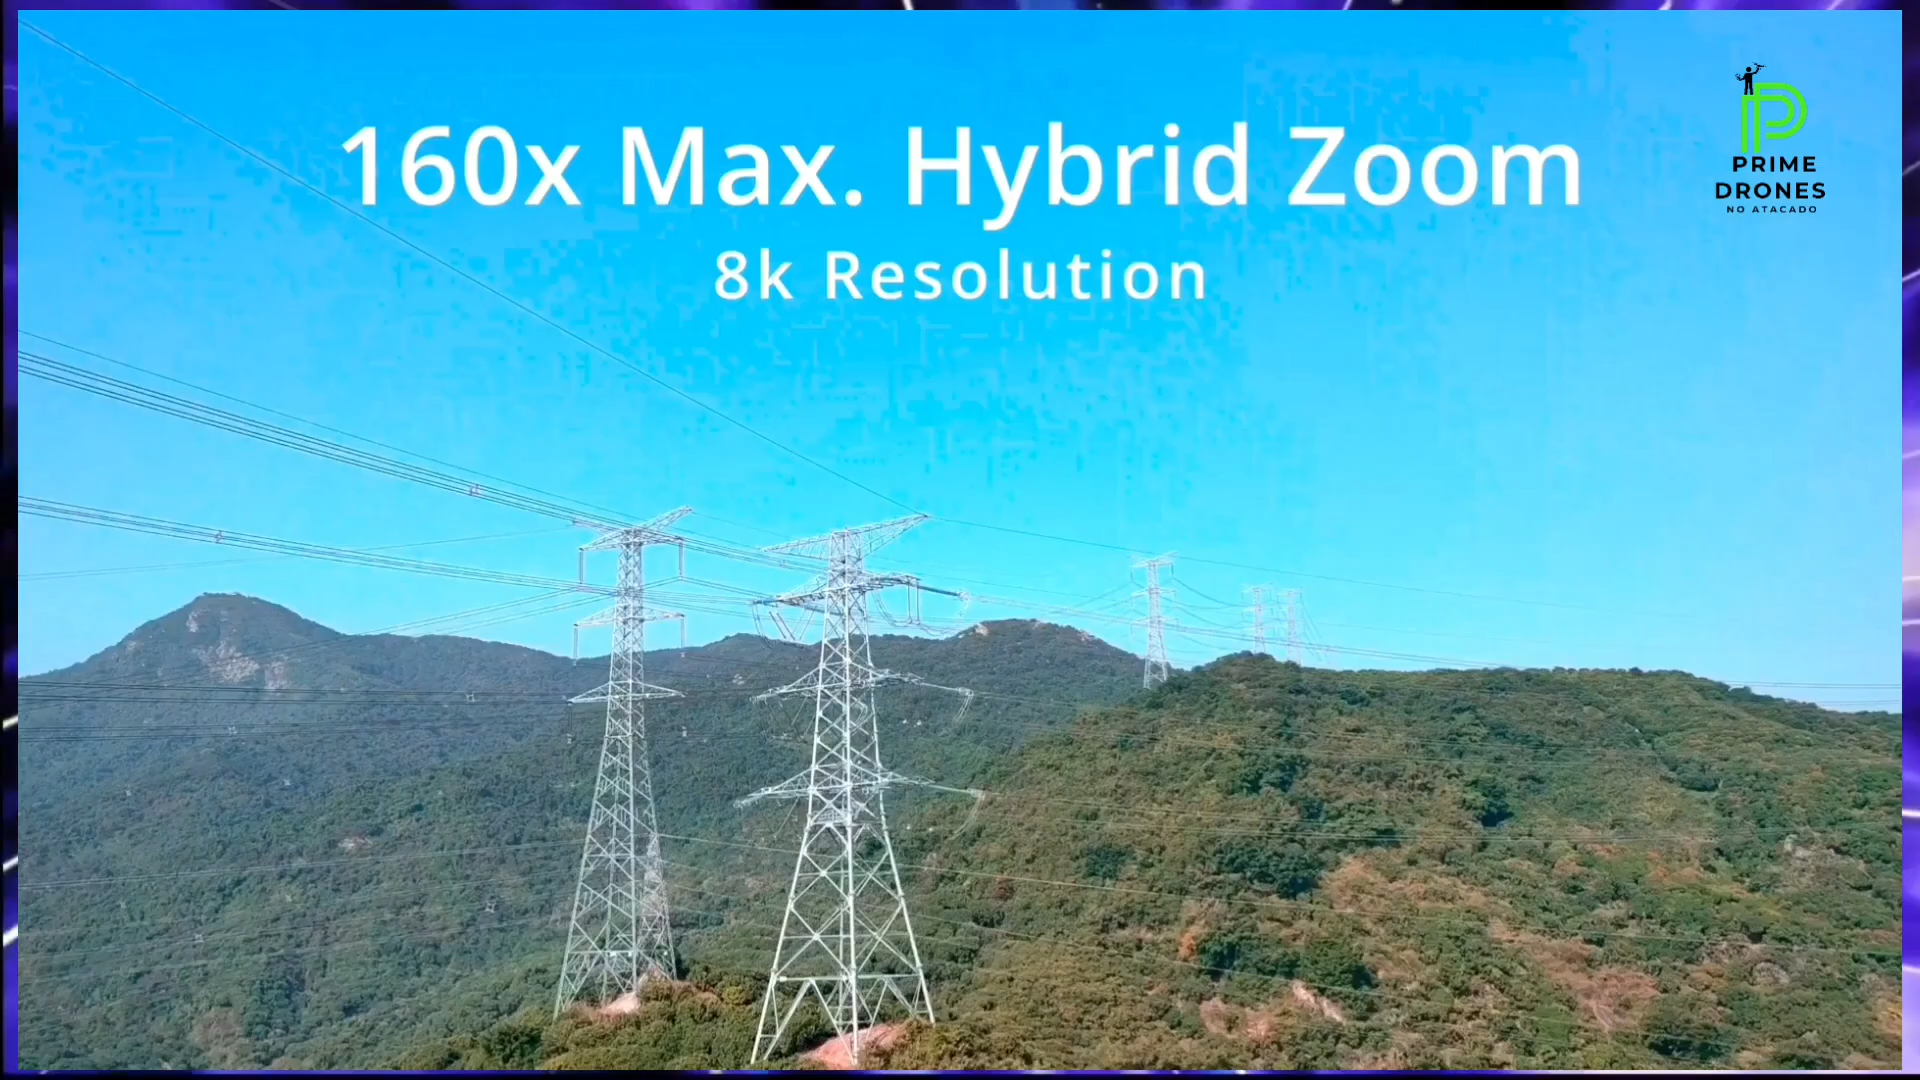 160x Max. Hybrid Zoom
8k Resolution
PRIME
DRONES
NO ATACADO